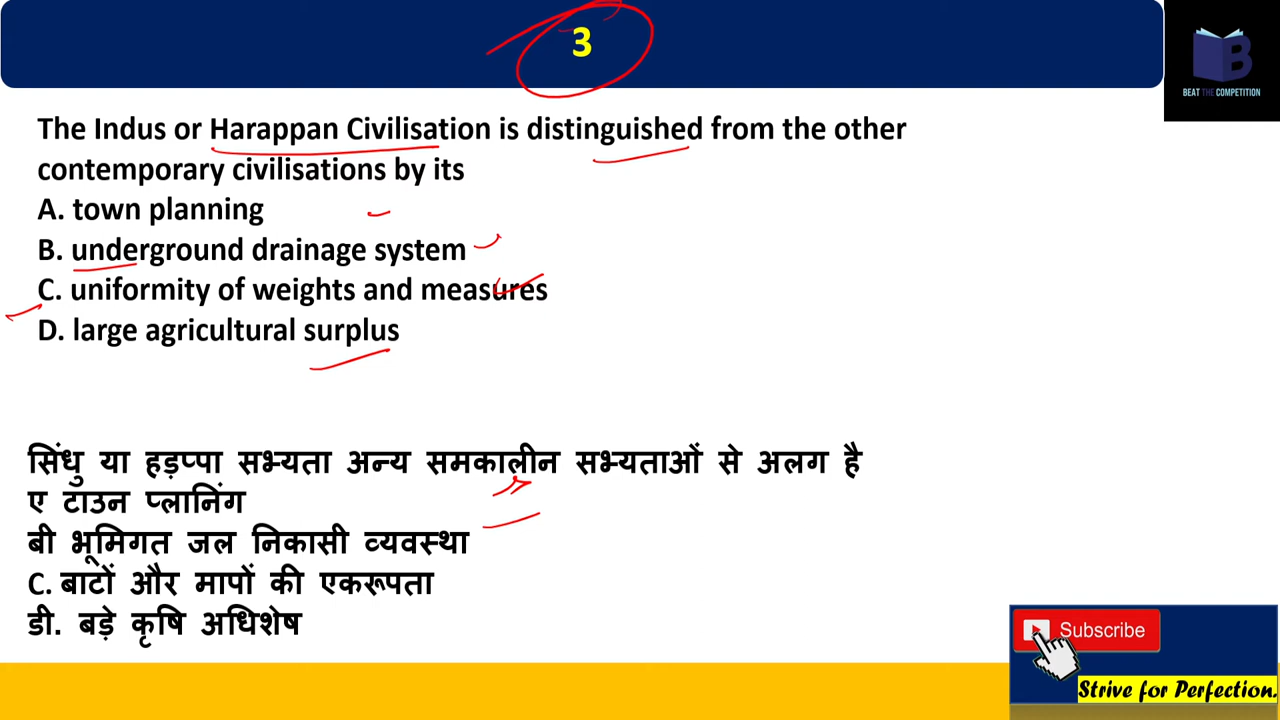 3
BEAT THE COMPETITION
The Indus or Harappan Civilisation is distinguished from the other
contemporary civilisations by its
A. town planning
B. underground drainage system
C. uniformity of weights and measures
D. large agricultural surplus
सिंधु या हड़प्पा सभ्यता अन्य समकालीन सभ्यताओं से अलग है
ए टाउन प्लानिंग
बी भूमिगत जल निकासी व्यवस्था
C. बाटों और मापों की एकरूपता
डी. बड़े कृषि अधिशेष
Subscribe
Strive for Perfection.